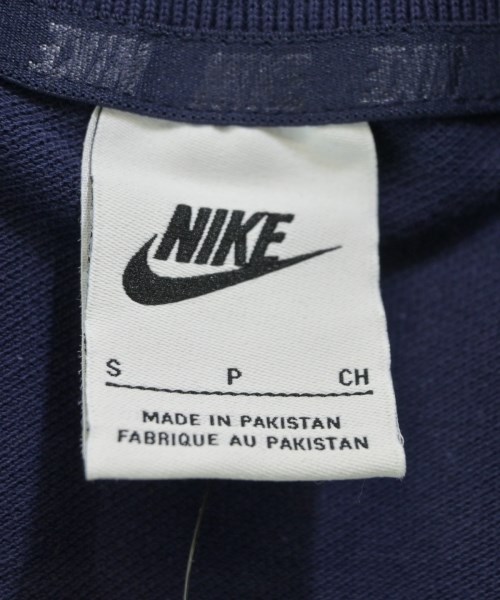 NIKE
S P CH
MADE IN PAKISTAN
FABRIQUE AU PAKISTAN